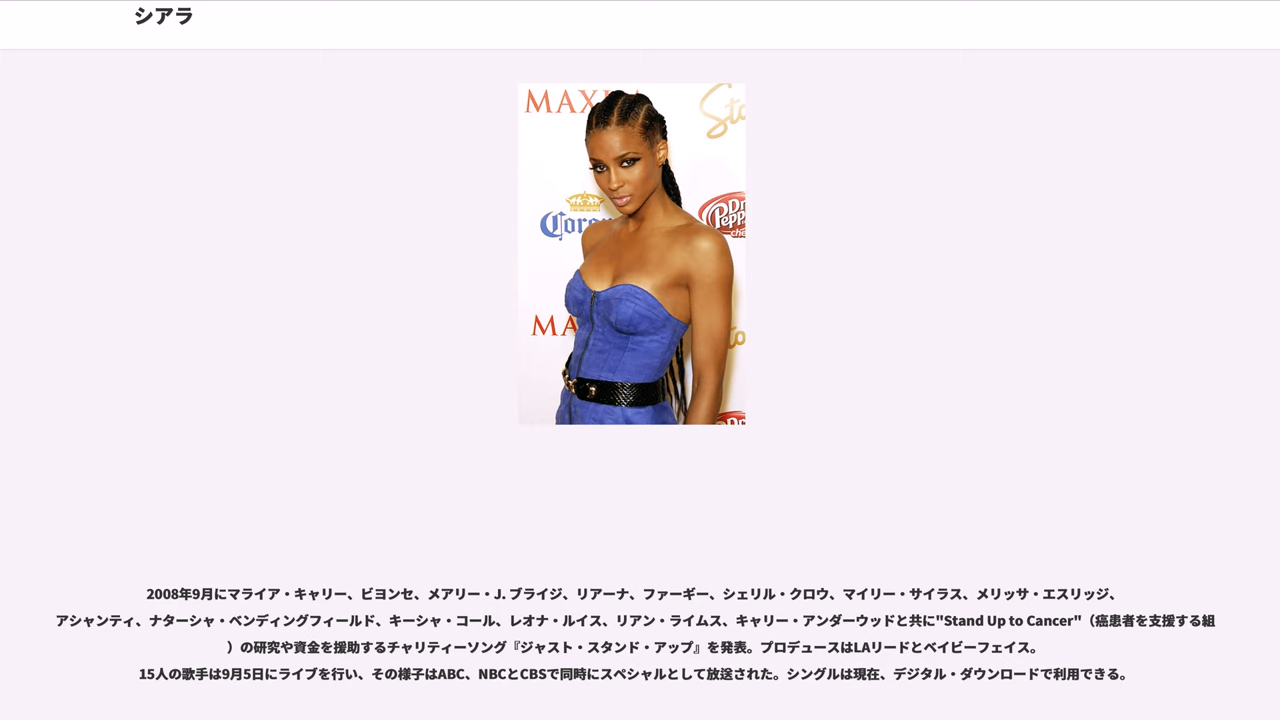 シアラ
MAXI
Sto
Coron
Dr
Pepp
che
MA
to
Dr
2008年9月にマライア・キャリー、ビヨンセ、メアリー・J. ブライジ、リアーナ、ファーギー、シェリル・クロウ、マイリー・サイラス、メリッサ・エスリッジ、
アシャンティ、ナターシャ・ベンディングフィールド、キーシャ・コール、レオナ・ルイス、リアン・ライムス、キャリー・アンダーウッドと共に"Stand Up to Cancer"（癌患者を支援する組
）の研究や資金を援助するチャリティーソング『ジャスト・スタンド・アップ』を発表。プロデュースはLAリードとベイビーフェイス。
15人の歌手は9月5日にライブを行い、その様子はABC、NBCとCBSで同時にスペシャルとして放送された。シングルは現在、デジタル・ダウンロードで利用できる。